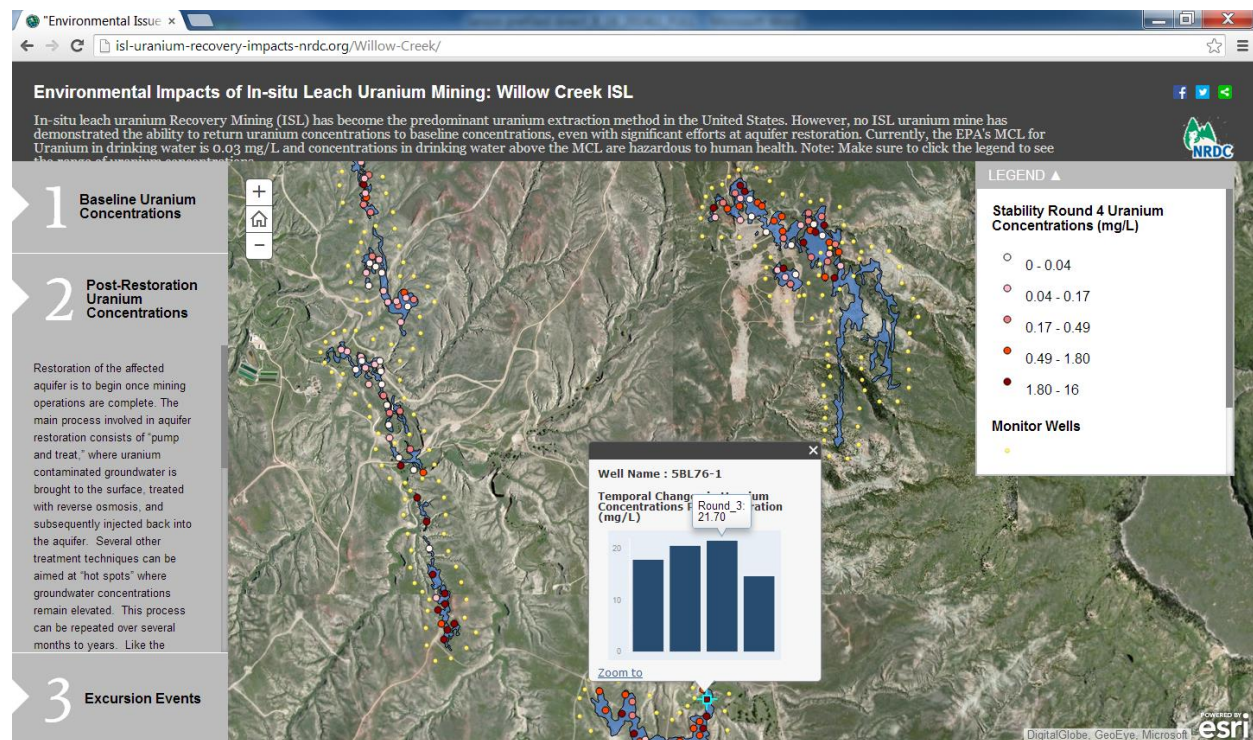 "Environmental Issue
isl-uranium-recovery-impacts-nrdc.org/Willow-Creek/
Environmental Impacts of In-situ Leach Uranium Mining: Willow Creek ISL
In-situ leach uranium Recovery Mining (ISL) has become the predominant uranium extraction method in the United States. However, no ISL uranium mine has
demonstrated the ability to return uranium concentrations to baseline concentrations, even with significant efforts at aquifer restoration. Currently, the EPA's MCL for
Uranium in drinking water is 0.03 mg/L and concentrations in drinking water above the MCL are hazardous to human health. Note: Make sure to click the legend to see
the range of uranium concentrations
NRDC
1
Baseline Uranium
Concentrations
2
Post-Restoration
Uranium
Concentrations
Restoration of the affected
aquifer is to begin once mining
operations are complete. The
main process involved in aquifer
restoration consists of "pump
and treat," where uranium
contaminated groundwater is
brought to the surface, treated
with reverse osmosis, and
subsequently injected back into
the aquifer. Several other
treatment techniques can be
aimed at "hot spots" where
groundwater concentrations
remain elevated. This process
can be repeated over several
months to years. Like the
3
Excursion Events
LEGEND ▲
Stability Round 4 Uranium
Concentrations (mg/L)
0 - 0.04
0.04 - 0.17
0.17 - 0.49
0.49 - 1.80
1.80 - 16
Monitor Wells
Well Name : 5BL76-1
Temporal
Concentrations
(mg/L)
Round_3:
21.70
20
10
0
Zoom to
DigitalGlobe, GeoEye, Microsoft
POWERED BY
esri